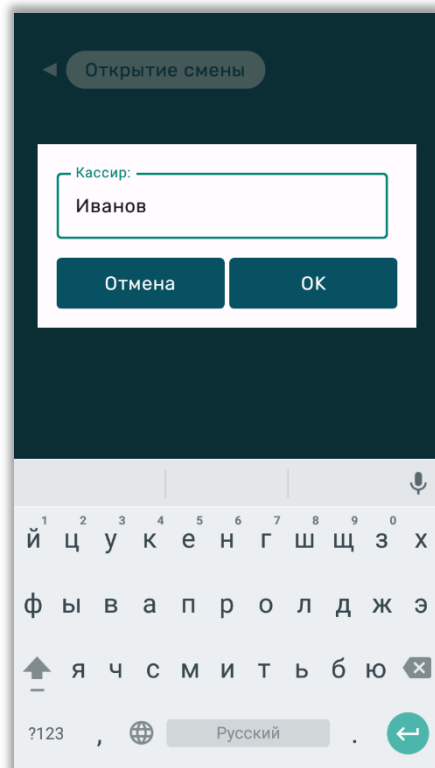 Открытие смены
Кассир:
Иванов
Отмена OK
1 2 3 4 5 6 7 8 9 0
й ц у к е н г ш щ з х
ф ы в а п р о л д ж э
я ч с м и т ь б ю
?123 , Русский .